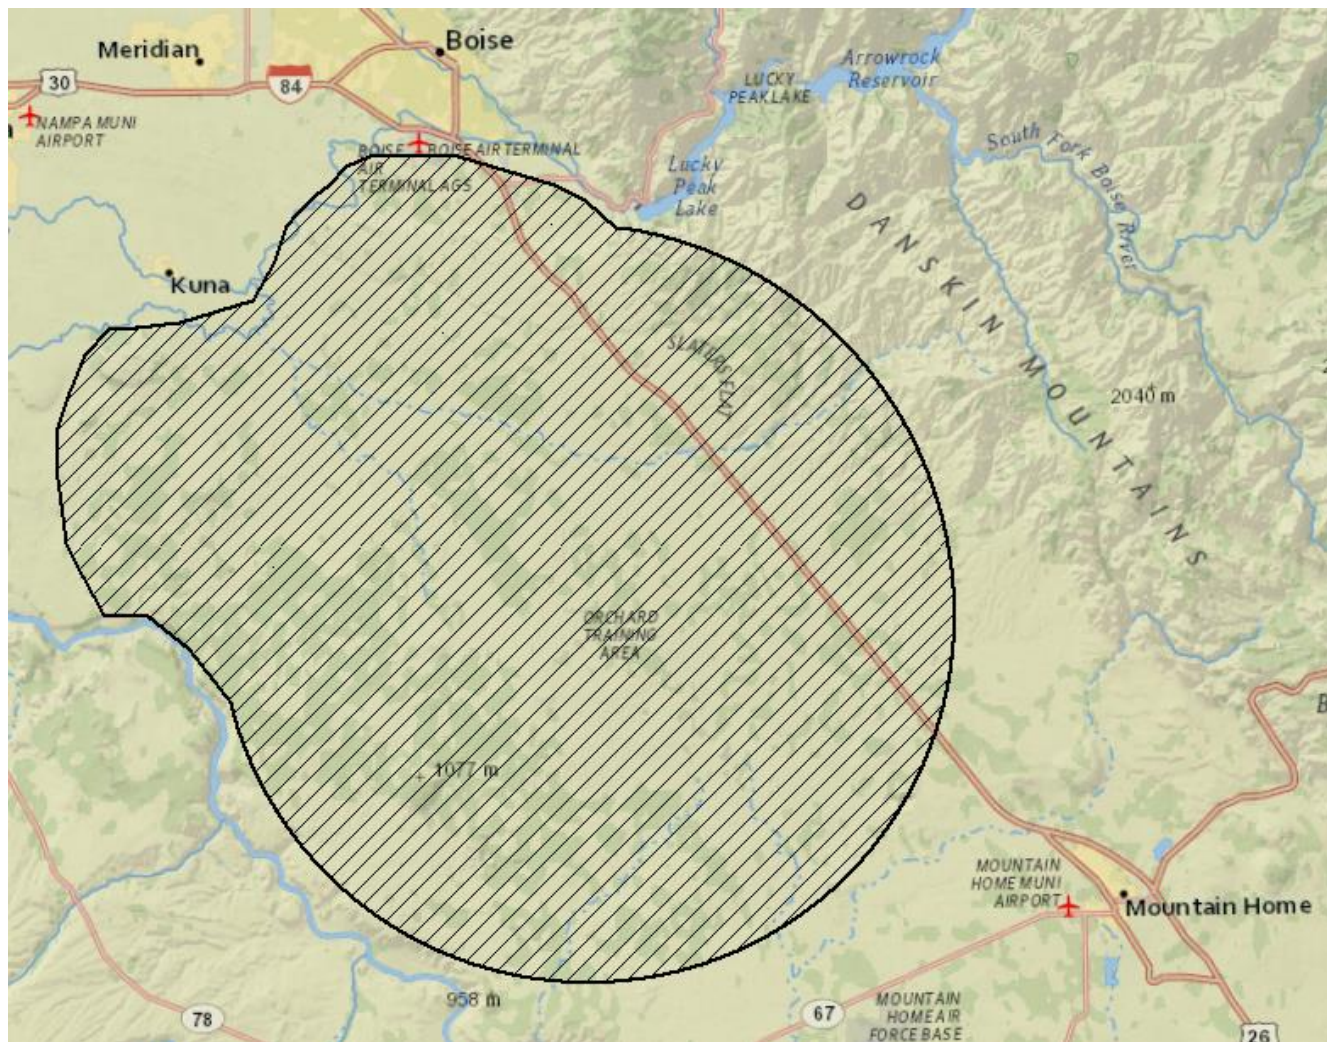 Meridian
Boise
30
84
LUCKY
PEAK LAKE
Arrowrock
Reservoir
NAMPA MUNI
AIRPORT
BOISE
AIR
TERMINAL AGS
BOISE AIR TERMINAL
South Fork Boise River
Lucky
Peak
Lake
DANSKIN MOUNTAINS
Kuna
SLATERS FLAT
2040 m
ORCHARD
TRAINING
AREA
B
1077 m
MOUNTAIN
HOME MUNI
AIRPORT
Mountain Home
958 m
78
67
MOUNTAIN
HOME AIR
FORCE BASE
26